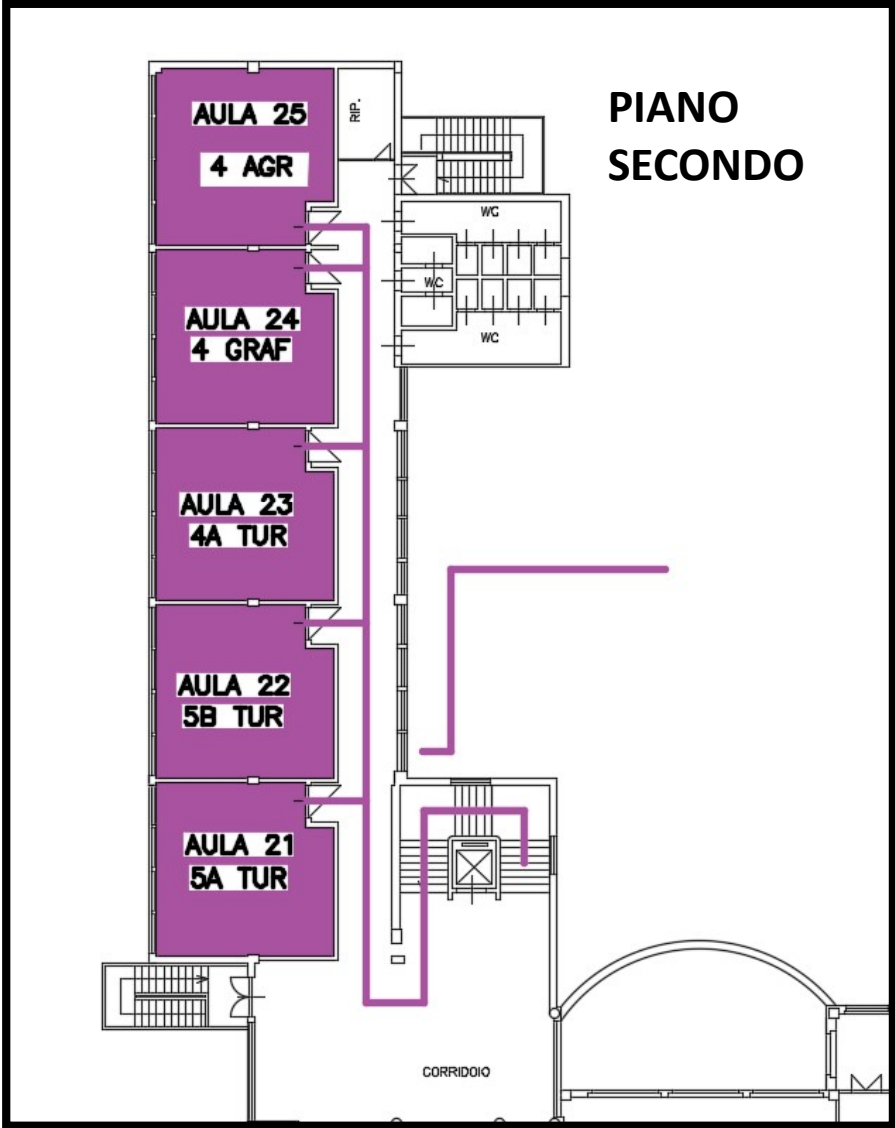 PIANO
SECONDO
AULA 25
4 AGR
RIP.
WC
WC
WC
AULA 24
4 GRAF
AULA 23
4A TUR
AULA 22
5B TUR
AULA 21
5A TUR
CORRIDOIO